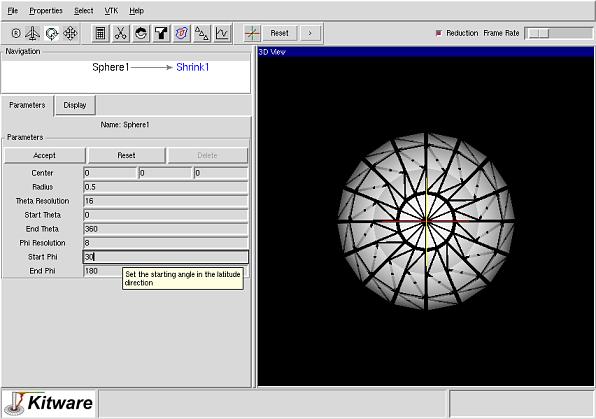 File Properties Select VTK Help
R Reset > Reduction Frame Rate
Navigation
Sphere1 Shrink1
3D View
Parameters Display
Name: Sphere1
Parameters
Accept Reset Delete
Center 0 0 0
Radius 0.5
Theta Resolution 16
Start Theta 0
End Theta 360
Phi Resolution 8
Start Phi 30
End Phi 180
Set the starting angle in the latitude
direction
Kitware